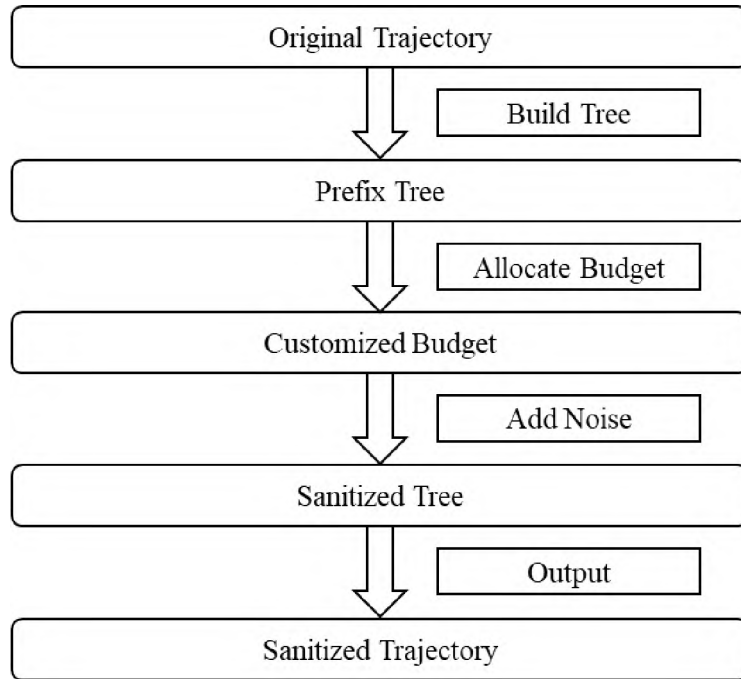 Original Trajectory
Build Tree
Prefix Tree
Allocate Budget
Customized Budget
Add Noise
Sanitized Tree
Output
Sanitized Trajectory